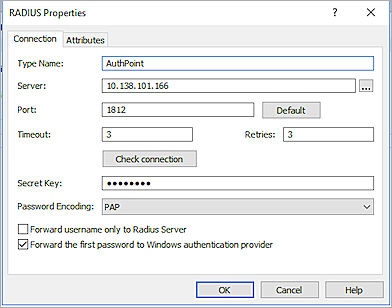 RADIUS Properties
Connection Attributes
Type Name: AuthPoint
Server: 10.138.101.166 ...
Port: 1812 Default
Timeout: 3 Retries: 3
Check connection
Secret Key: ●●●●●●●●
Password Encoding: PAP
Forward username only to Radius Server
Forward the first password to Windows authentication provider
OK Cancel Help